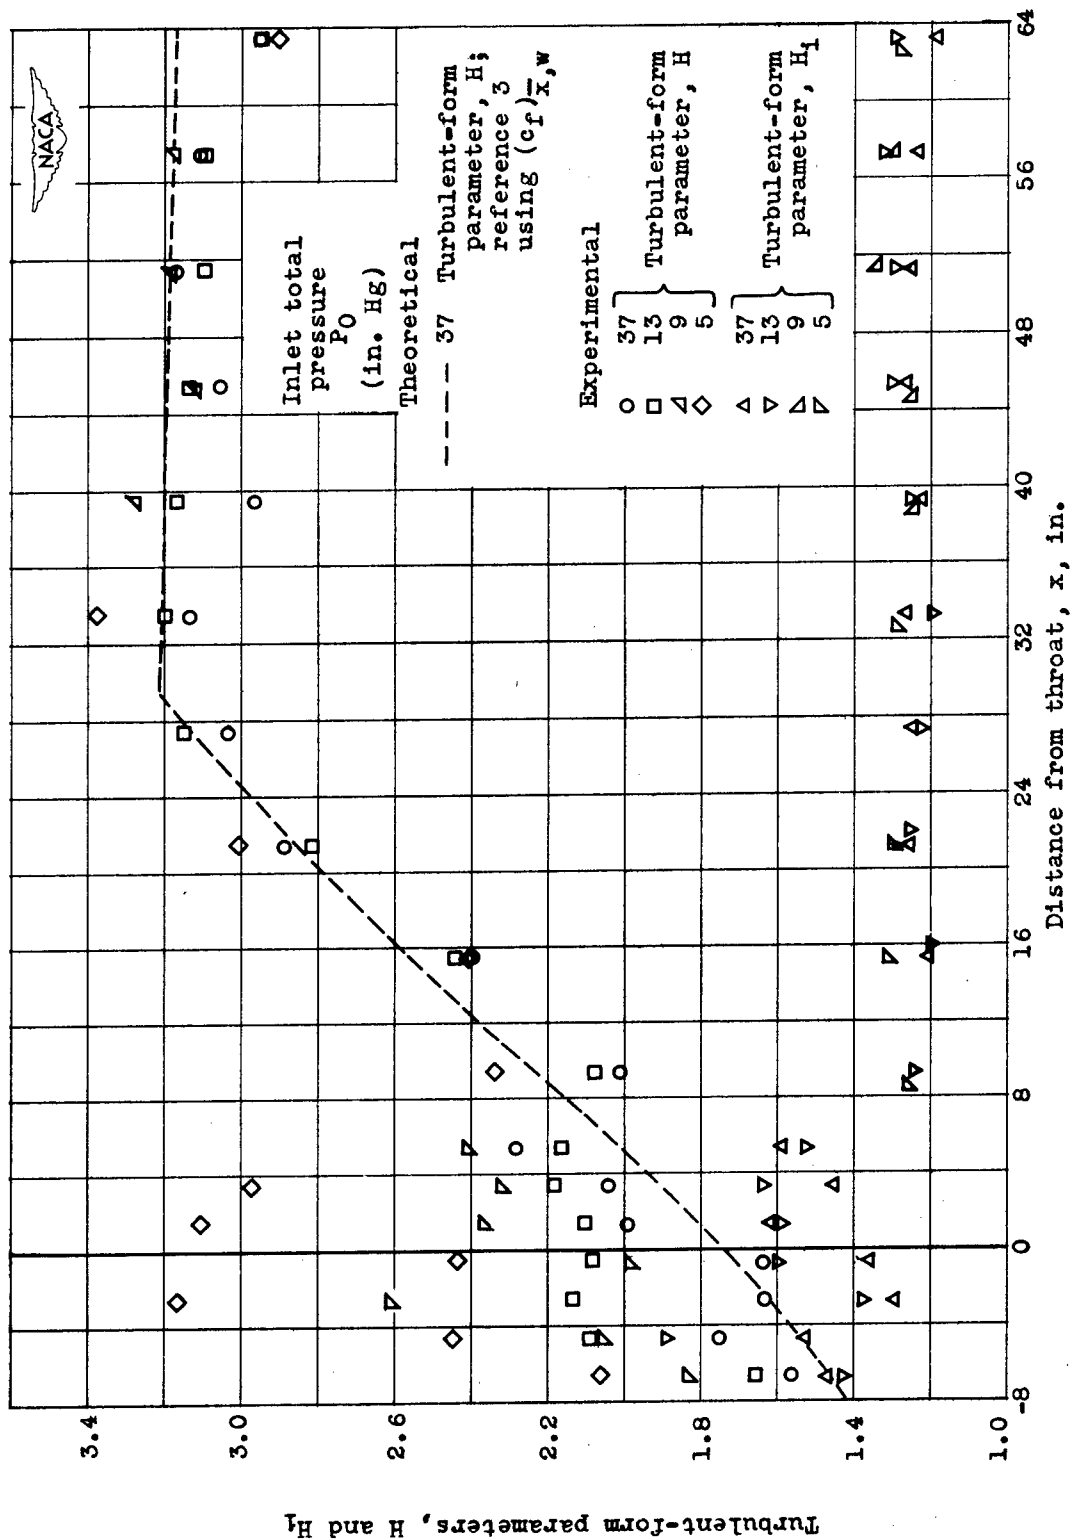 NACA
Inlet total
pressure
P0
(in. Hg)
Theoretical
37 Turbulent-form
parameter, H;
reference 3
using (cf)x̄,w
Experimental
37
13
9
5
Turbulent-form
parameter, H
37
13
9
5
Turbulent-form
parameter, Hi
3.4
3.0
2.6
2.2
1.8
1.4
1.0
Turbulent-form parameters, H and Hi
-8
0
8
16
24
32
40
48
56
64
Distance from throat, x, in.